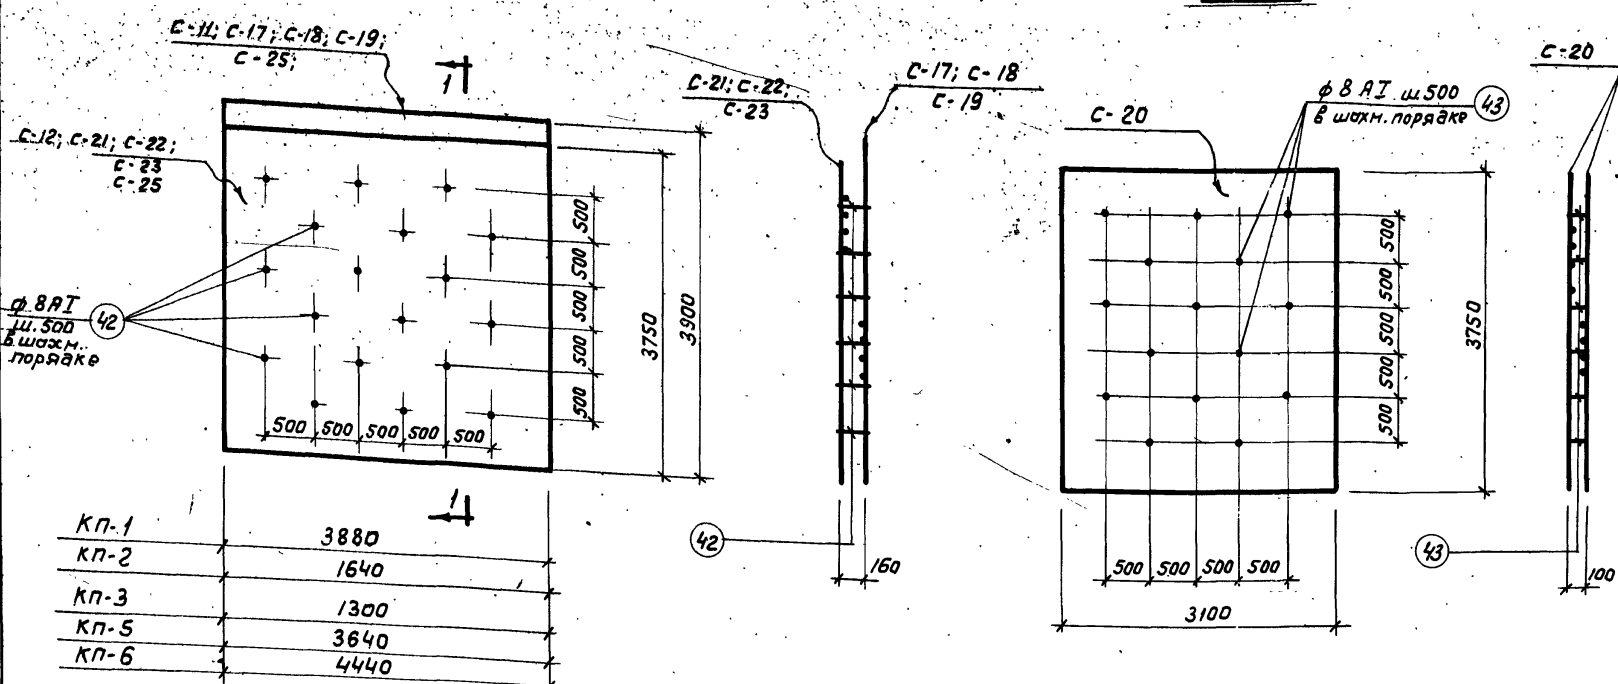 С-11; С-17; С-18; С-19;
С-25;
1
С-12; С-21; С-22;
С-23
С-25
ϕ 8 АІ
ш. 500
в шахм.
порядке
42
500
500
500
500
500
3750
3900
500 500 500 500 500
1
КП-1 3880
КП-2 1640
КП-3 1300
КП-5 3640
КП-6 4440
С-21; С-22;
С-23
С-17; С-18
С-19
42
160
С-20
ϕ 8 АІ ш 500
в шахм. порядке
43
500
500
500
500
500
3750
500 500 500 500
3100
С-20
43
100